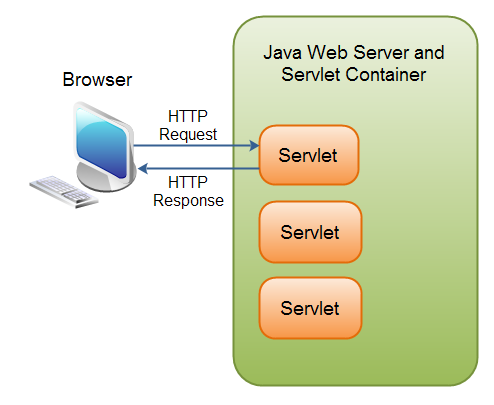 Java Web Server and
Servlet Container
Browser
HTTP
Request
Servlet
HTTP
Response
Servlet
Servlet